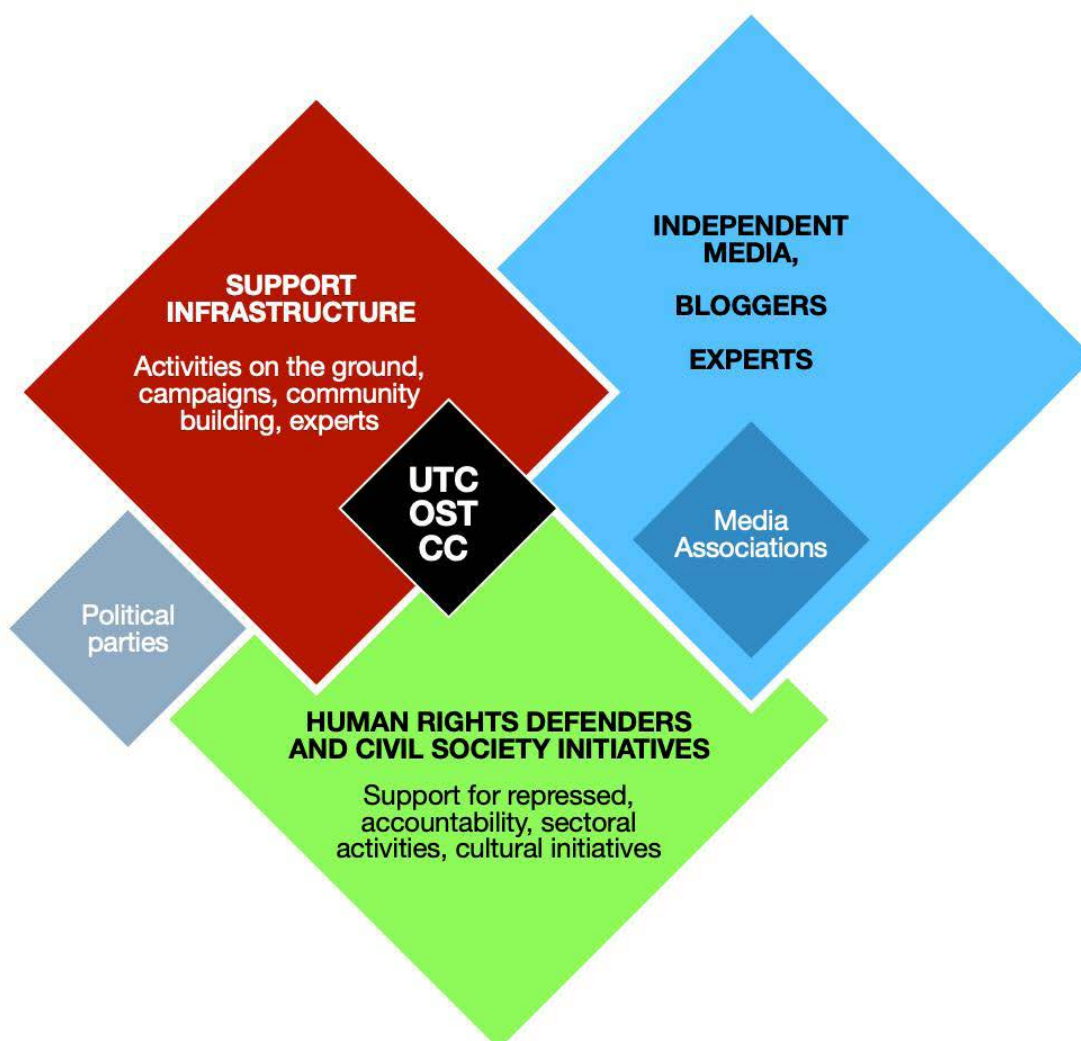 SUPPORT
INFRASTRUCTURE
Activities on the ground,
campaigns, community
building, experts
INDEPENDENT
MEDIA,
BLOGGERS
EXPERTS
UTC
OST
CC
Media
Associations
Political
parties
HUMAN RIGHTS DEFENDERS
AND CIVIL SOCIETY INITIATIVES
Support for repressed,
accountability, sectoral
activities, cultural initiatives